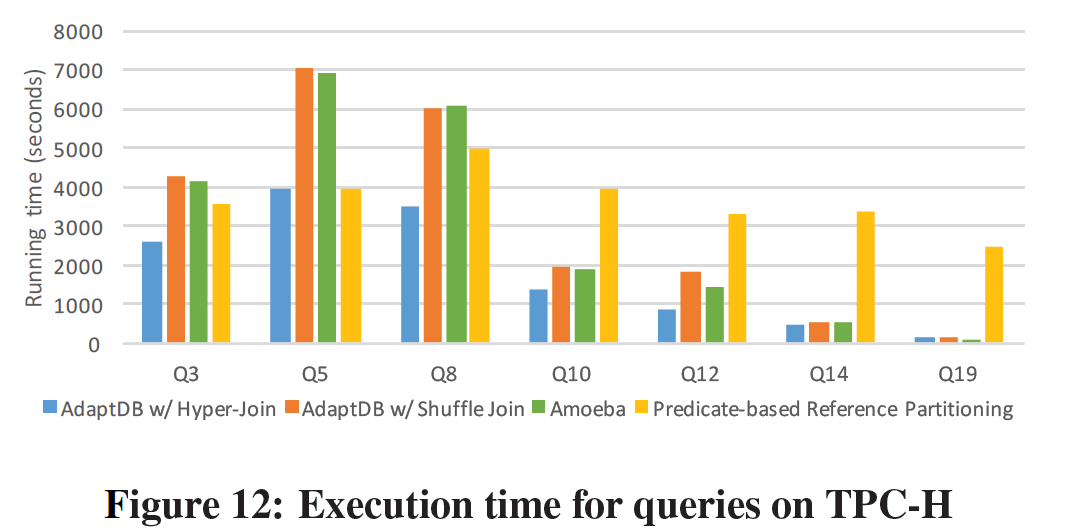 8000
7000
6000
5000
4000
3000
2000
1000
0
Running time (seconds)
Q3 Q5 Q8 Q10 Q12 Q14 Q19
AdaptDB w/ Hyper-Join AdaptDB w/ Shuffle Join Amoeba Predicate-based Reference Partitioning
Figure 12: Execution time for queries on TPC-H